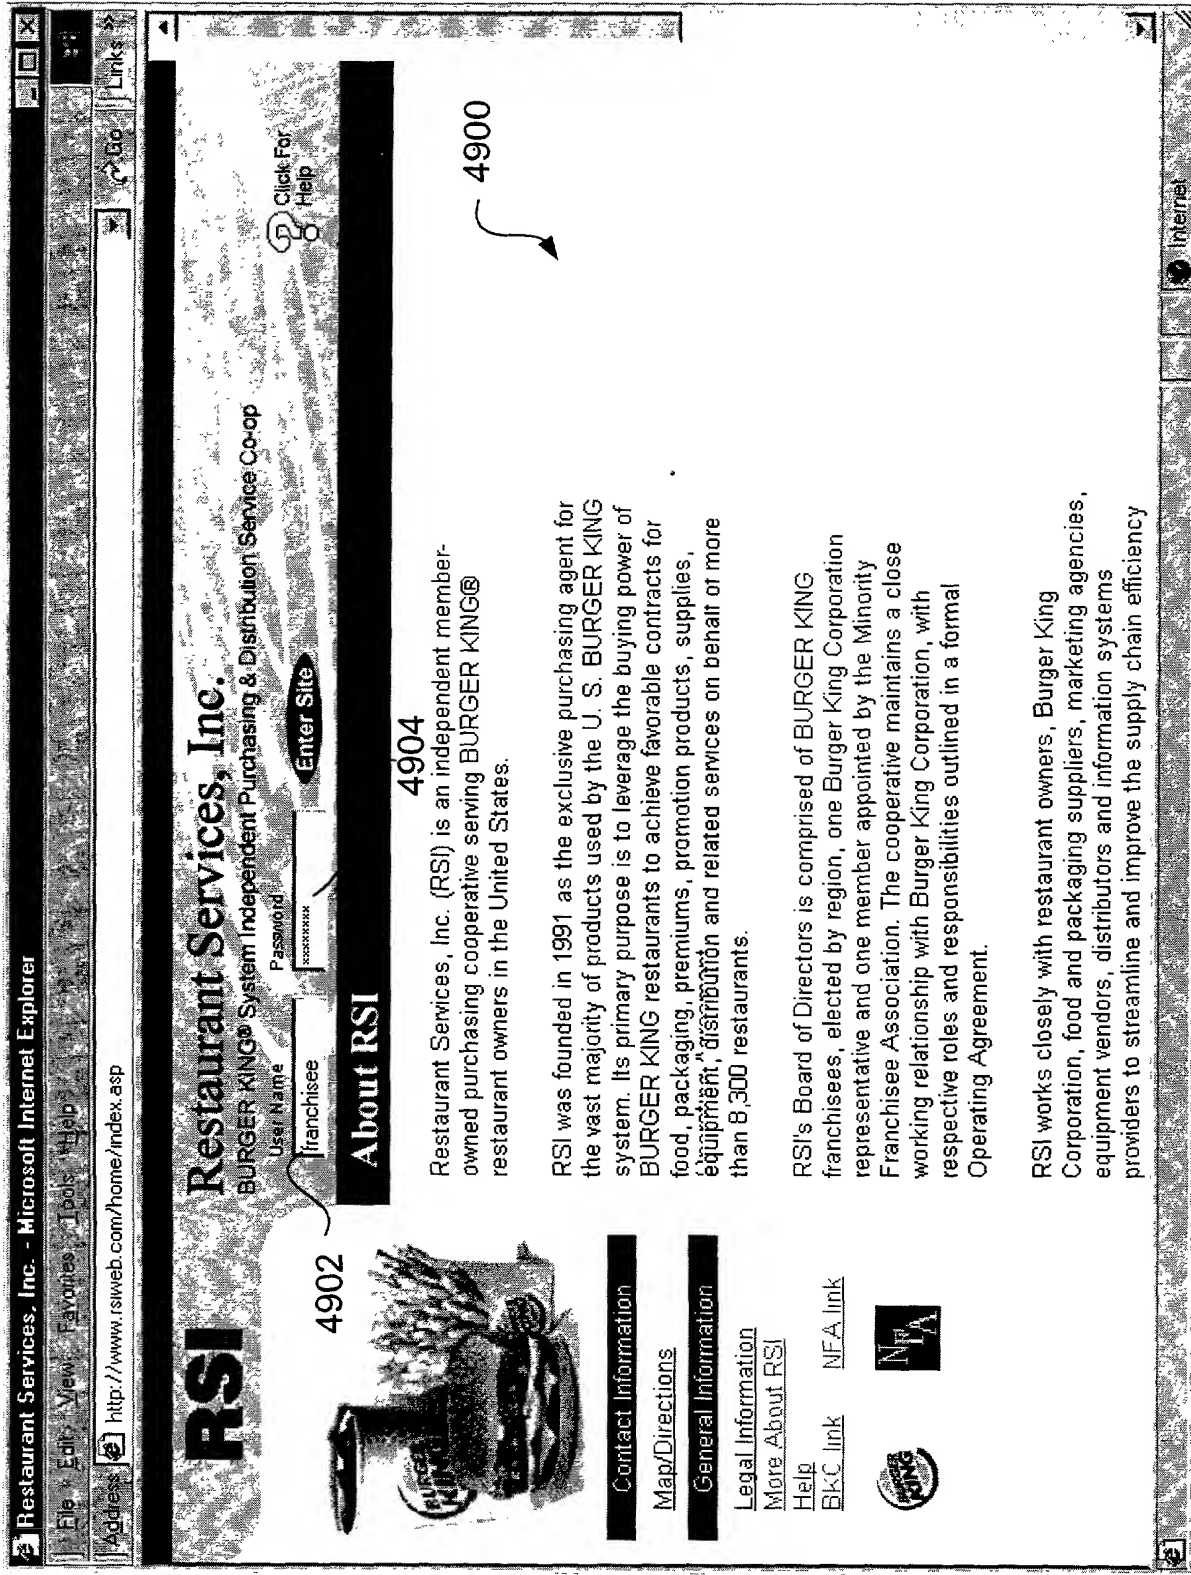 Restaurant Services, Inc. - Microsoft Internet Explorer
File Edit View Favorites Tools Help
Address http://www.rsiweb.com/home/index.asp Go Links »
RSI
Restaurant Services, Inc.
BURGER KING® System Independent Purchasing & Distribution Service Co-op
User Name Password
franchisee ******** Enter Site Click For Help
4902
4904
4900
About RSI
Restaurant Services, Inc. (RSI) is an independent member-
owned purchasing cooperative serving BURGER KING®
restaurant owners in the United States.
RSI was founded in 1991 as the exclusive purchasing agent for
the vast majority of products used by the U. S. BURGER KING
system. Its primary purpose is to leverage the buying power of
BURGER KING restaurants to achieve favorable contracts for
food, packaging, premiums, promotion products, supplies,
equipment, distribution and related services on behalf of more
than 8,300 restaurants.
RSI's Board of Directors is comprised of BURGER KING
franchisees, elected by region, one Burger King Corporation
representative and one member appointed by the Minority
Franchisee Association. The cooperative maintains a close
working relationship with Burger King Corporation, with
respective roles and responsibilities outlined in a formal
Operating Agreement.
RSI works closely with restaurant owners, Burger King
Corporation, food and packaging suppliers, marketing agencies,
equipment vendors, distributors and information systems
providers to streamline and improve the supply chain efficiency
BURGER KING
Contact Information
Map/Directions
General Information
Legal Information
More About RSI
Help
BKC link NFA link
BURGER KING
NFA
Internet